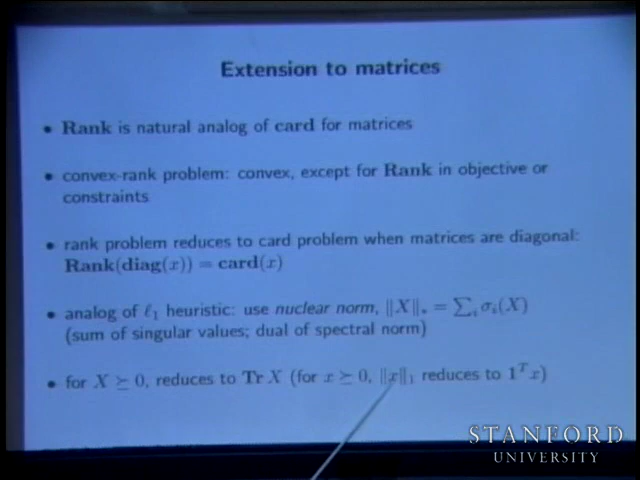 Extension to matrices
• Rank is natural analog of card for matrices
• convex-rank problem: convex, except for Rank in objective or
constraints
• rank problem reduces to card problem when matrices are diagonal:
Rank(diag(x)) = card(x)
• analog of ℓ₁ heuristic: use nuclear norm, ‖X‖* = ∑ᵢ σᵢ(X)
(sum of singular values; dual of spectral norm)
• for X ⪰ 0, reduces to Tr X (for x ⪰ 0, ‖x‖₁ reduces to 1ᵀx)
STANFORD
UNIVERSITY